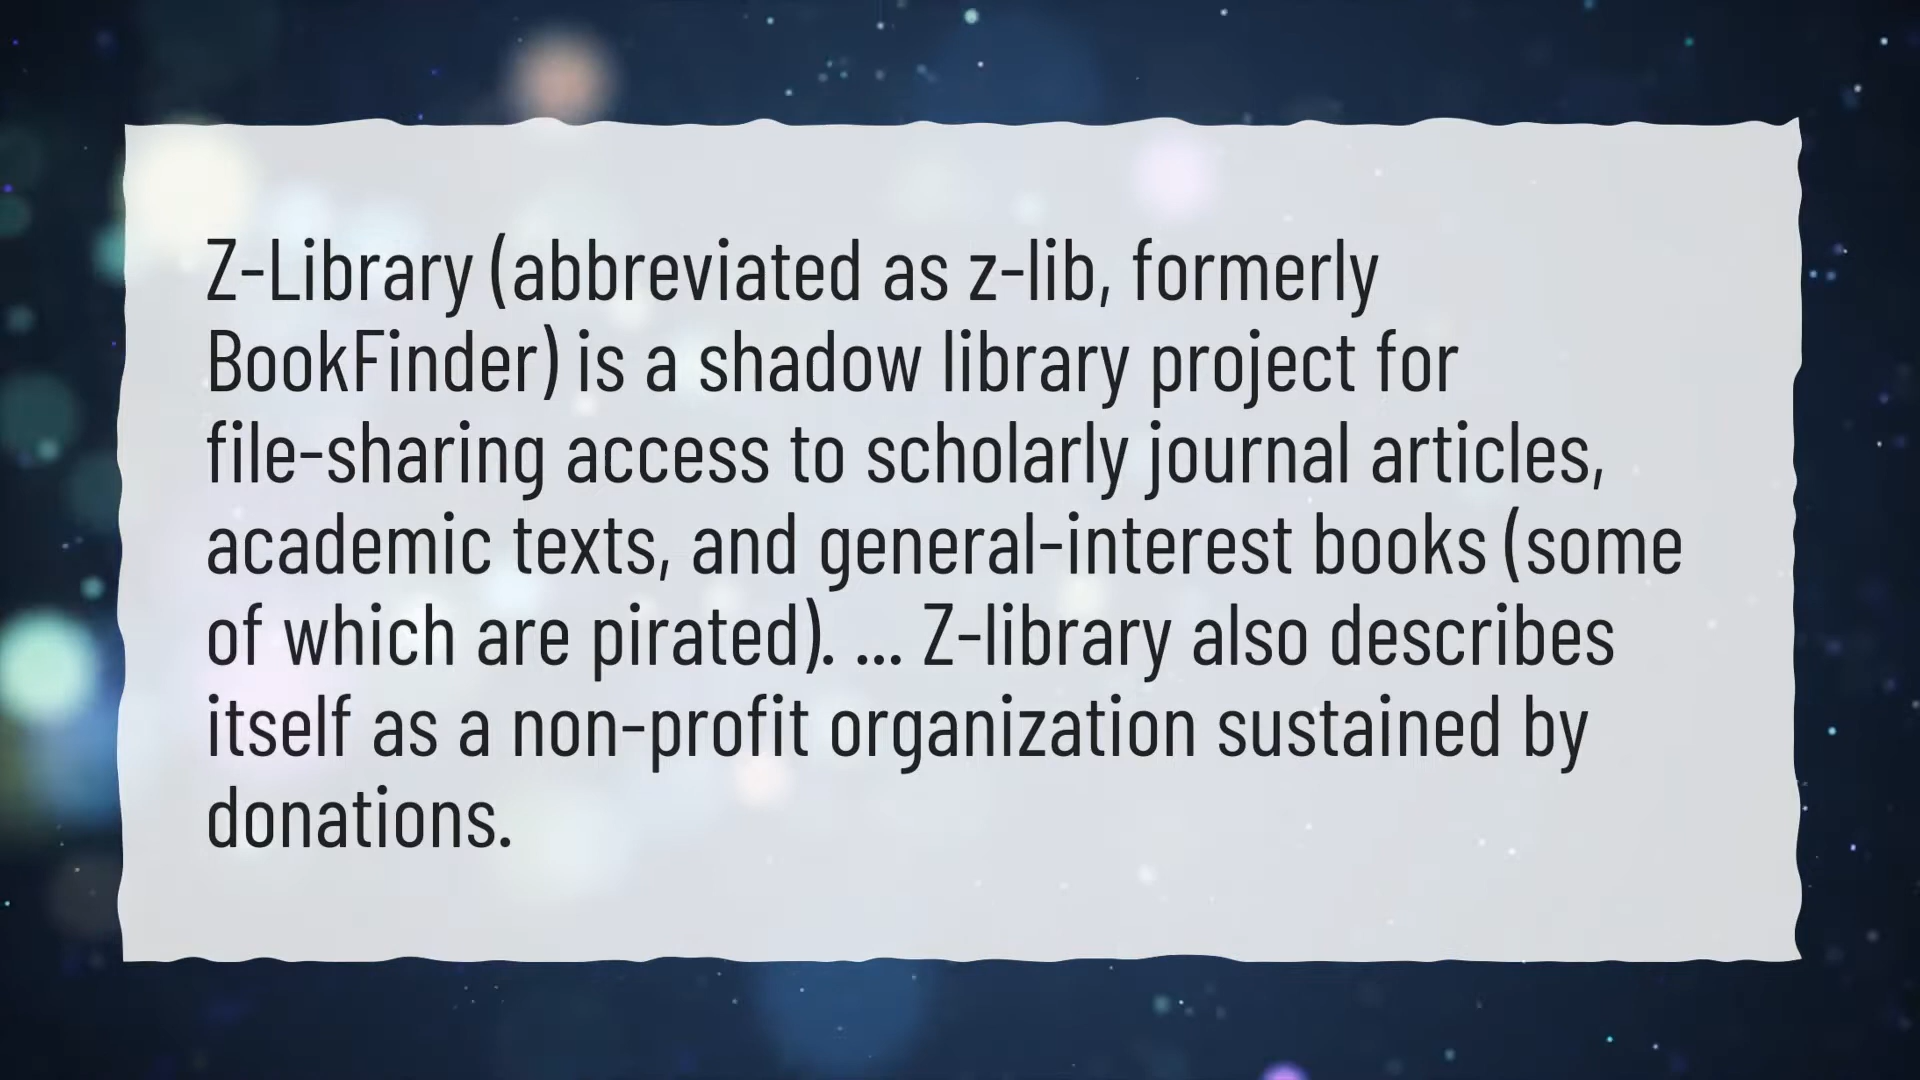 Z-Library (abbreviated as z-lib, formerly
BookFinder) is a shadow library project for
file-sharing access to scholarly journal articles,
academic texts, and general-interest books (some
of which are pirated). ... Z-library also describes
itself as a non-profit organization sustained by
donations.